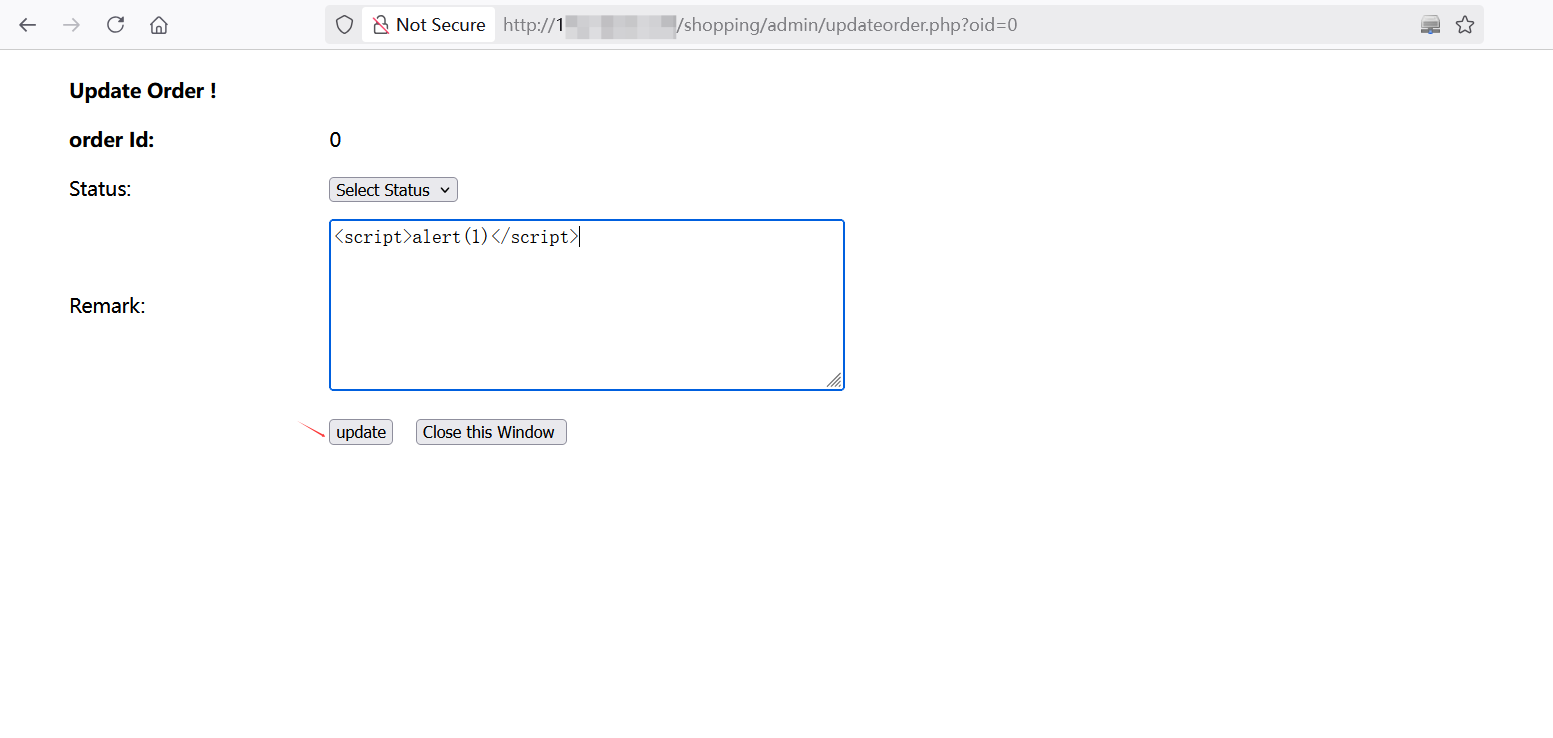 Not Secure http://1 /shopping/admin/updateorder.php?oid=0
Update Order !
order Id: 0
Status: Select Status
<script>alert(1)</script>
Remark:
update Close this Window